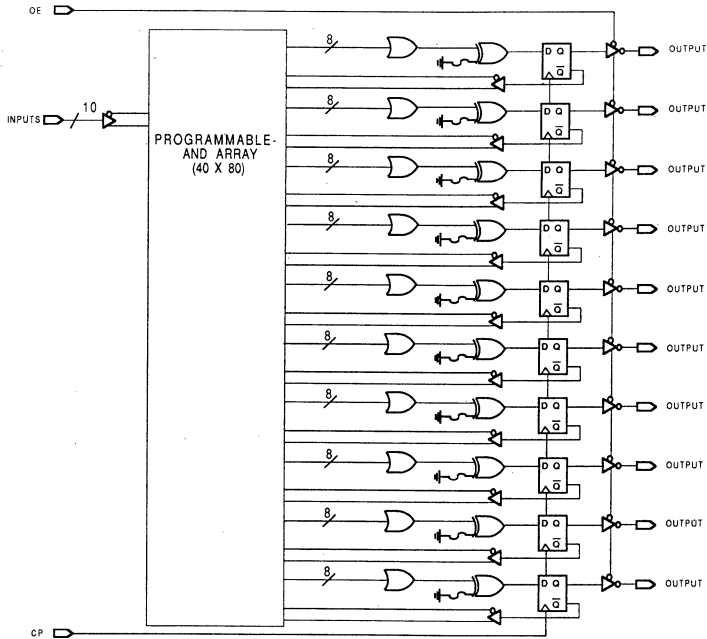 OE
8
D Q
Q
OUTPUT
INPUTS
10
8
D Q
Q
OUTPUT
PROGRAMMABLE-
AND ARRAY
(40 X 80)
8
D Q
Q
OUTPUT
8
D Q
Q
OUTPUT
8
D Q
Q
OUTPUT
8
D Q
Q
OUTPUT
8
D Q
Q
OUTPUT
8
D Q
Q
OUTPUT
8
D Q
Q
OUTPUT
8
D Q
Q
OUTPUT
CP